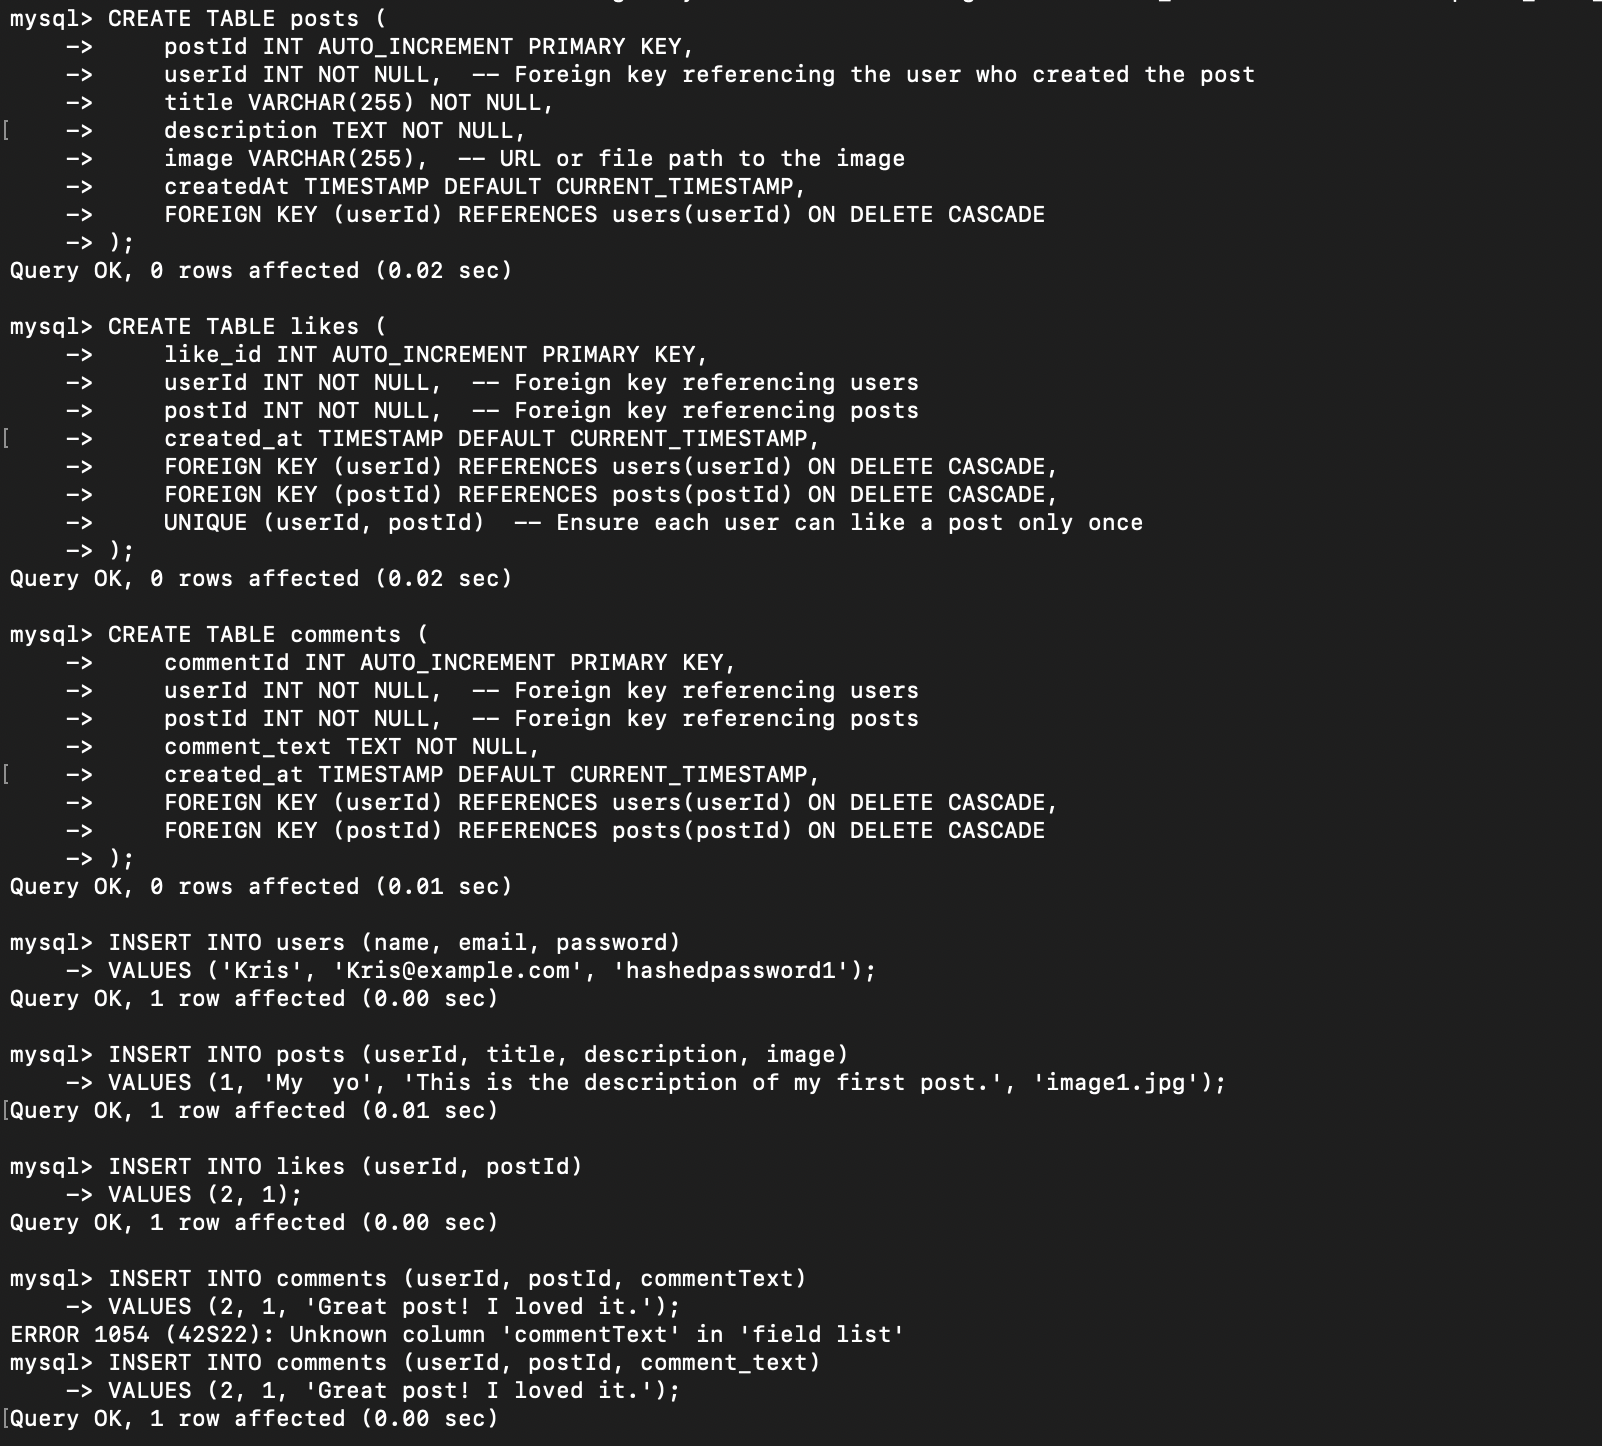 mysql> CREATE TABLE posts (
    ->     postId INT AUTO_INCREMENT PRIMARY KEY,
    ->     userId INT NOT NULL,  -- Foreign key referencing the user who created the post
    ->     title VARCHAR(255) NOT NULL,
[    ->     description TEXT NOT NULL,
    ->     image VARCHAR(255),  -- URL or file path to the image
    ->     createdAt TIMESTAMP DEFAULT CURRENT_TIMESTAMP,
    ->     FOREIGN KEY (userId) REFERENCES users(userId) ON DELETE CASCADE
    -> );
Query OK, 0 rows affected (0.02 sec)

mysql> CREATE TABLE likes (
    ->     like_id INT AUTO_INCREMENT PRIMARY KEY,
    ->     userId INT NOT NULL,  -- Foreign key referencing users
    ->     postId INT NOT NULL,  -- Foreign key referencing posts
[    ->     created_at TIMESTAMP DEFAULT CURRENT_TIMESTAMP,
    ->     FOREIGN KEY (userId) REFERENCES users(userId) ON DELETE CASCADE,
    ->     FOREIGN KEY (postId) REFERENCES posts(postId) ON DELETE CASCADE,
    ->     UNIQUE (userId, postId)  -- Ensure each user can like a post only once
    -> );
Query OK, 0 rows affected (0.02 sec)

mysql> CREATE TABLE comments (
    ->     commentId INT AUTO_INCREMENT PRIMARY KEY,
    ->     userId INT NOT NULL,  -- Foreign key referencing users
    ->     postId INT NOT NULL,  -- Foreign key referencing posts
    ->     comment_text TEXT NOT NULL,
[    ->     created_at TIMESTAMP DEFAULT CURRENT_TIMESTAMP,
    ->     FOREIGN KEY (userId) REFERENCES users(userId) ON DELETE CASCADE,
    ->     FOREIGN KEY (postId) REFERENCES posts(postId) ON DELETE CASCADE
    -> );
Query OK, 0 rows affected (0.01 sec)

mysql> INSERT INTO users (name, email, password)
    -> VALUES ('Kris', 'Kris@example.com', 'hashedpassword1');
Query OK, 1 row affected (0.00 sec)

mysql> INSERT INTO posts (userId, title, description, image)
    -> VALUES (1, 'My  yo', 'This is the description of my first post.', 'image1.jpg');
[Query OK, 1 row affected (0.01 sec)

mysql> INSERT INTO likes (userId, postId)
    -> VALUES (2, 1);
Query OK, 1 row affected (0.00 sec)

mysql> INSERT INTO comments (userId, postId, commentText)
    -> VALUES (2, 1, 'Great post! I loved it.');
ERROR 1054 (42S22): Unknown column 'commentText' in 'field list'
mysql> INSERT INTO comments (userId, postId, comment_text)
    -> VALUES (2, 1, 'Great post! I loved it.');
[Query OK, 1 row affected (0.00 sec)